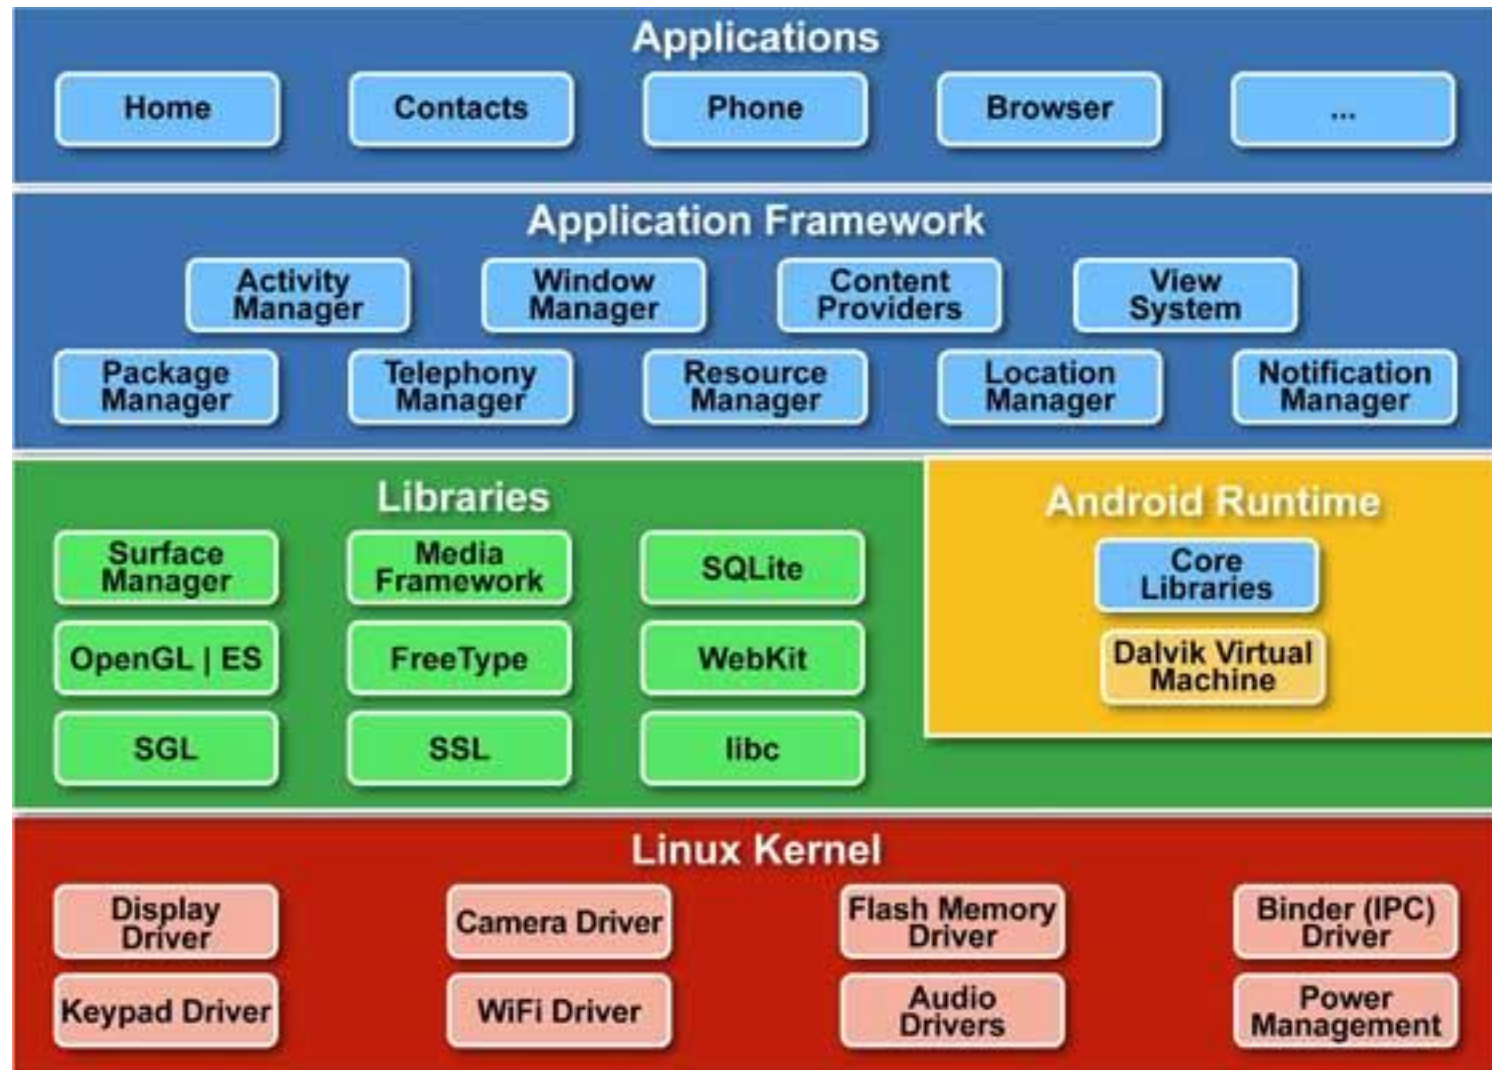 Applications
Home
Contacts
Phone
Browser
...
Application Framework
Activity
Manager
Window
Manager
Content
Providers
View
System
Package
Manager
Telephony
Manager
Resource
Manager
Location
Manager
Notification
Manager
Libraries
Surface
Manager
Media
Framework
SQLite
OpenGL | ES
FreeType
WebKit
SGL
SSL
libc
Android Runtime
Core
Libraries
Dalvik Virtual
Machine
Linux Kernel
Display
Driver
Camera Driver
Flash Memory
Driver
Binder (IPC)
Driver
Keypad Driver
WiFi Driver
Audio
Drivers
Power
Management